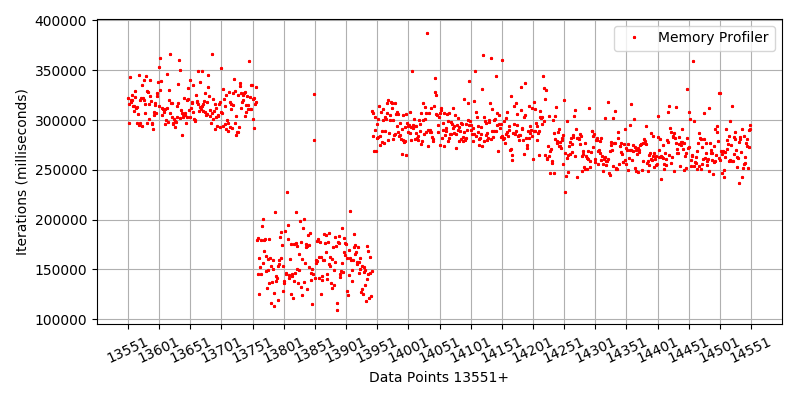 Memory Profiler
Iterations (milliseconds)
400000
350000
300000
250000
200000
150000
100000
13551 13601 13651 13701 13751 13801 13851 13901 13951 14001 14051 14101 14151 14201 14251 14301 14351 14401 14451 14501 14551
Data Points 13551+